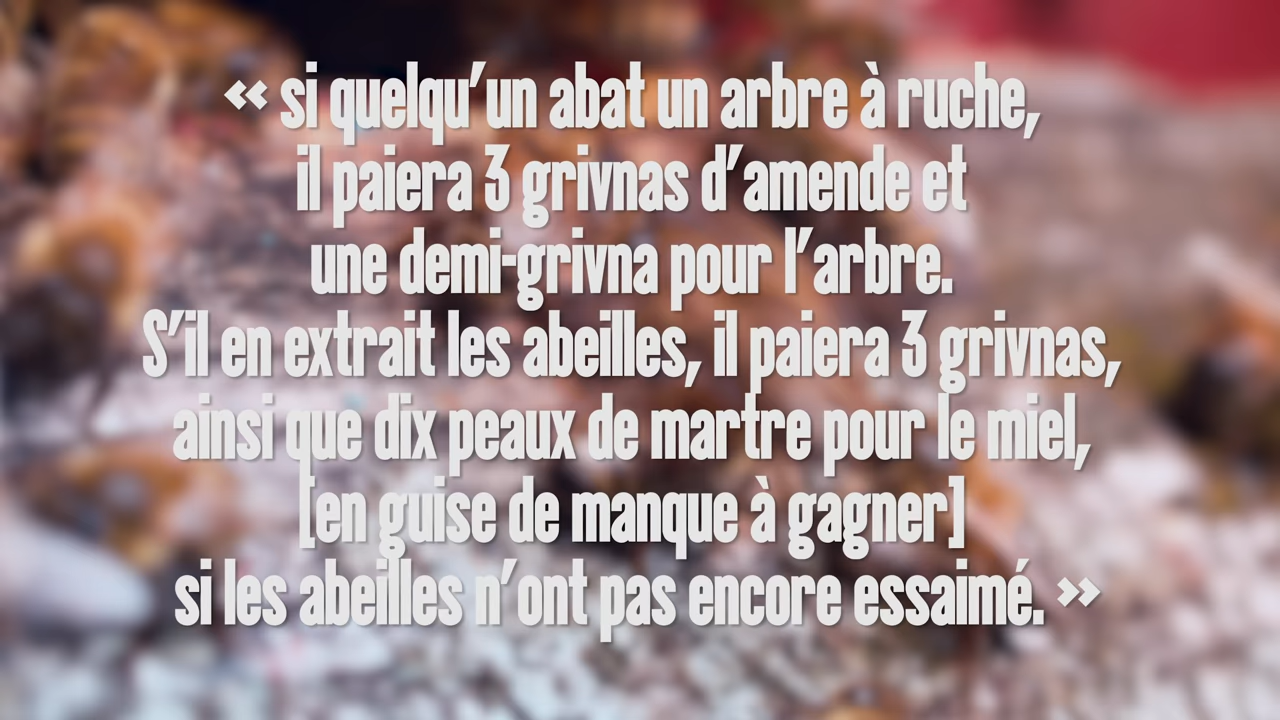 « si quelqu'un abat un arbre à ruche,
il paiera 3 grivnas d'amende et
une demi-grivna pour l'arbre.
S'il en extrait les abeilles, il paiera 3 grivnas,
ainsi que dix peaux de martre pour le miel,
[en guise de manque à gagner]
si les abeilles n'ont pas encore essaimé. »